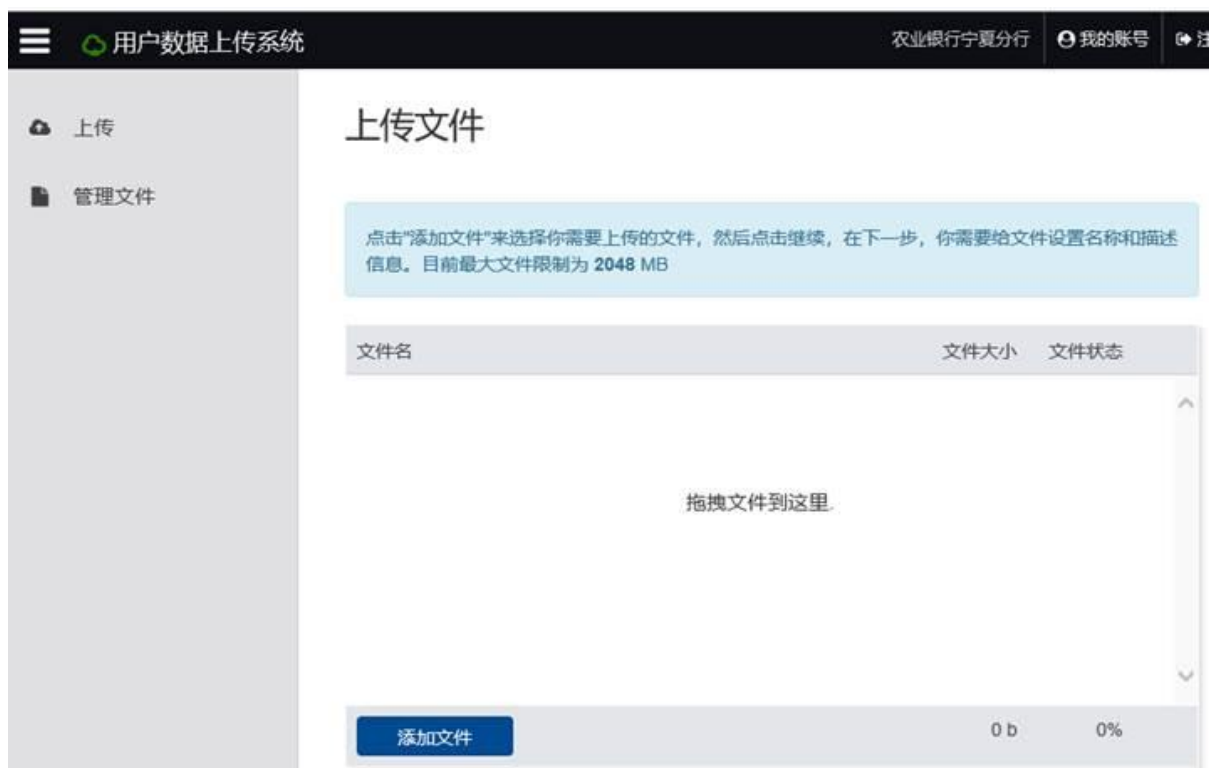 用户数据上传系统 农业银行宁夏分行 我的账号 注
上传
管理文件
上传文件
点击"添加文件"来选择你需要上传的文件，然后点击继续，在下一步，你需要给文件设置名称和描述
信息。目前最大文件限制为 2048 MB
文件名 文件大小 文件状态
拖拽文件到这里.
添加文件 0 b 0%